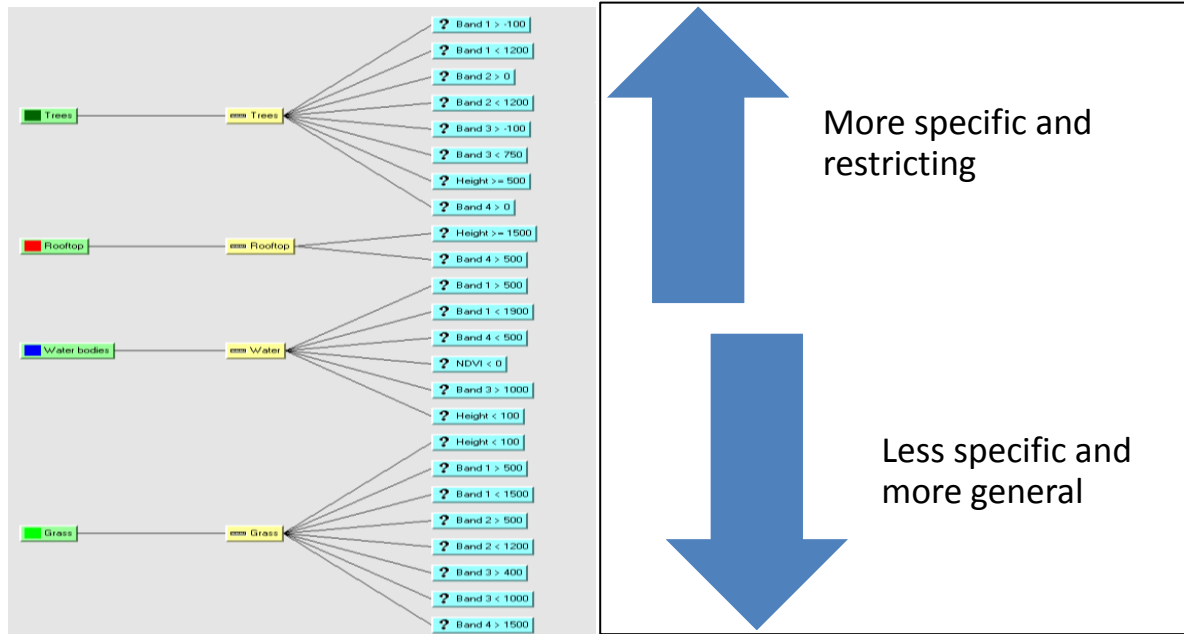 Band 1 > -100
Band 1 < 1200
Band 2 > 0
Band 2 < 1200
Trees
Trees
Band 3 > -100
Band 3 < 750
Height >= 500
Band 4 > 0
Rooftop
Rooftop
Height >= 1500
Band 4 > 500
Band 1 > 500
Band 1 < 1900
Water bodies
Water
Band 4 < 500
NDVI < 0
Band 3 > 1000
Height < 100
Height < 100
Band 1 > 500
Band 1 < 1500
Grass
Grass
Band 2 > 500
Band 2 < 1200
Band 3 > 400
Band 3 < 1000
Band 4 > 1500
More specific and
restricting
Less specific and
more general